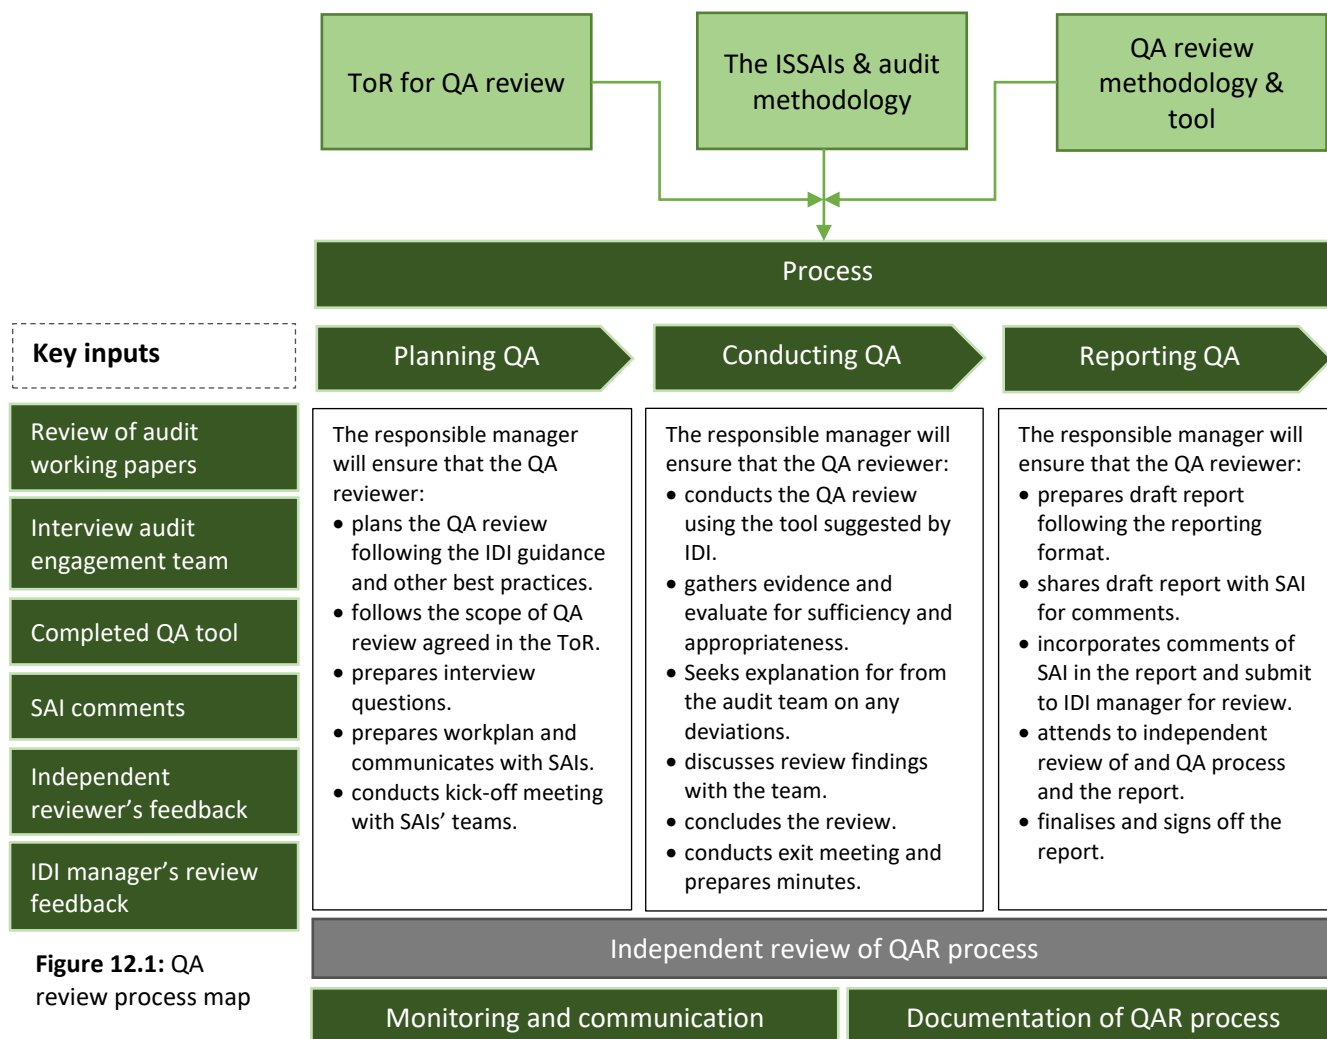 ToR for QA review
The ISSAIs & audit
methodology
QA review
methodology &
tool
Process
Key inputs
Planning QA
Conducting QA
Reporting QA
Review of audit
working papers
Interview audit
engagement team
Completed QA tool
SAI comments
Independent
reviewer’s feedback
IDI manager’s review
feedback
The responsible manager
will ensure that the QA
reviewer:
• plans the QA review
following the IDI guidance
and other best practices.
• follows the scope of QA
review agreed in the ToR.
• prepares interview
questions.
• prepares workplan and
communicates with SAIs.
• conducts kick-off meeting
with SAIs’ teams.
The responsible manager will
ensure that the QA reviewer:
• conducts the QA review
using the tool suggested by
IDI.
• gathers evidence and
evaluate for sufficiency and
appropriateness.
• Seeks explanation for from
the audit team on any
deviations.
• discusses review findings
with the team.
• concludes the review.
• conducts exit meeting and
prepares minutes.
The responsible manager will
ensure that the QA reviewer:
• prepares draft report
following the reporting
format.
• shares draft report with SAI
for comments.
• incorporates comments of
SAI in the report and submit
to IDI manager for review.
• attends to independent
review of and QA process
and the report.
• finalises and signs off the
report.
Independent review of QAR process
Figure 12.1: QA
review process map
Monitoring and communication
Documentation of QAR process